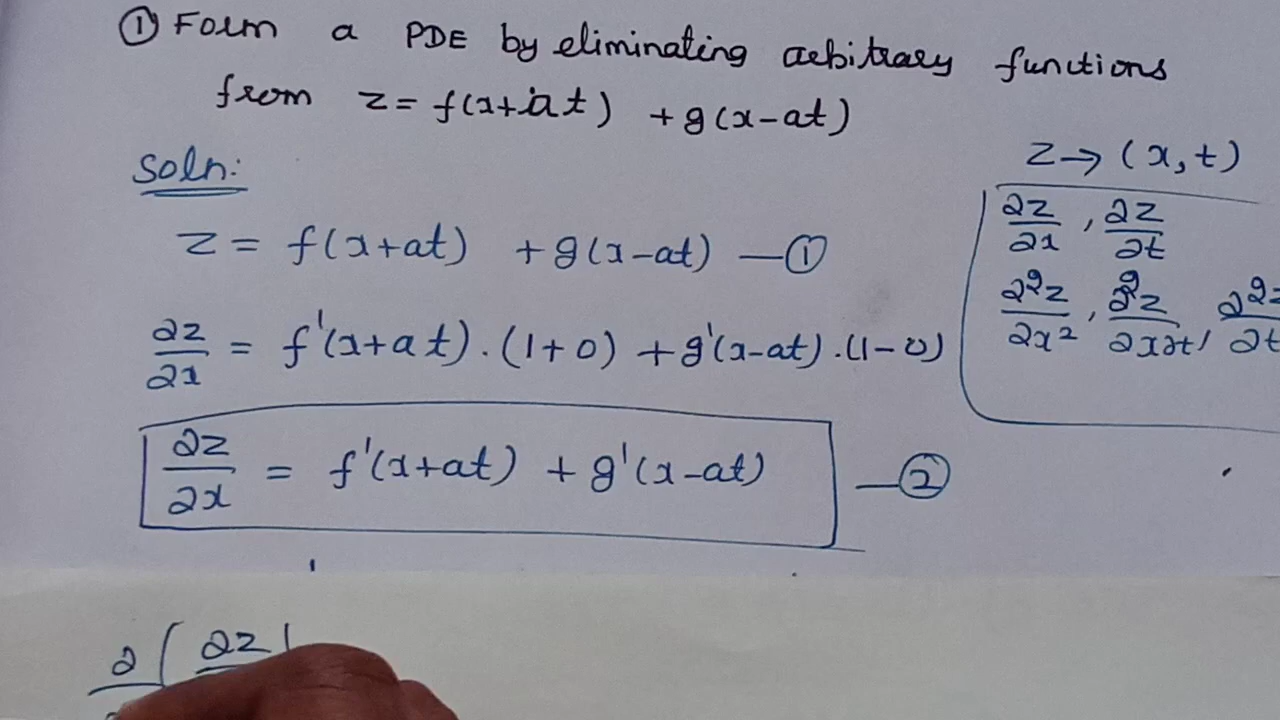 ① Form a PDE by eliminating arbitrary functions
from z = f(x+at) + g(x-at)
Soln:
z → (x, t)
z = f(x+at) + g(x-at) — ①
∂z/∂x , ∂z/∂t
∂²z/∂x² , ∂²z/∂x∂t , ∂²z/∂t
∂z/∂x = f'(x+at) . (1+0) + g'(x-at) . (1-0)
∂z/∂x = f'(x+at) + g'(x-at) — ②
∂ ( ∂z